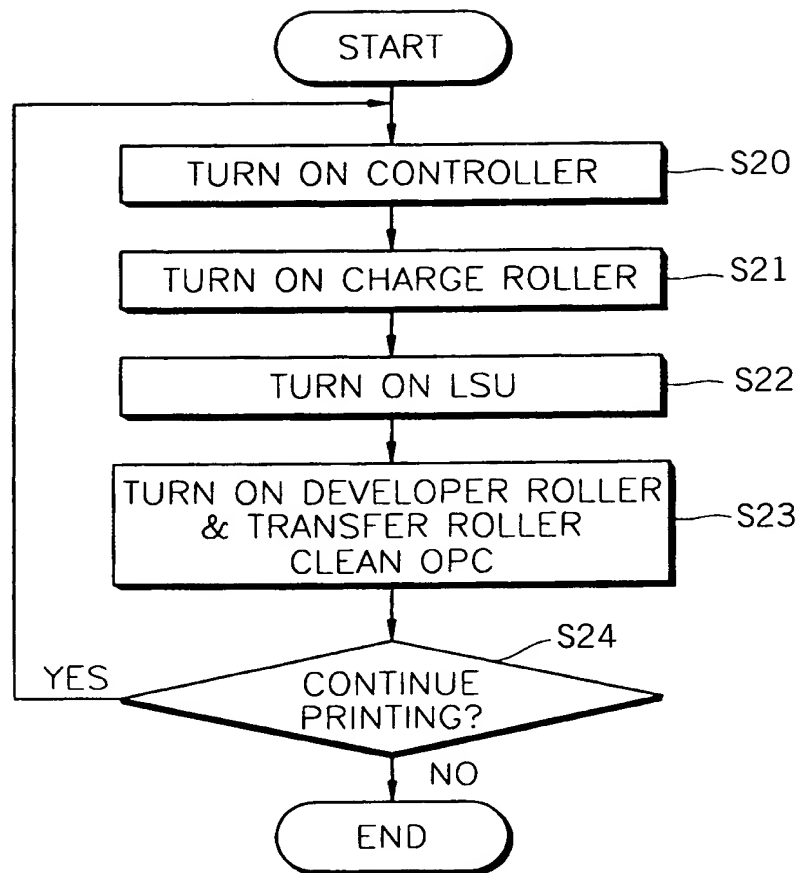 START
TURN ON CONTROLLER
S20
TURN ON CHARGE ROLLER
S21
TURN ON LSU
S22
TURN ON DEVELOPER ROLLER
& TRANSFER ROLLER
CLEAN OPC
S23
S24
YES
CONTINUE
PRINTING?
NO
END